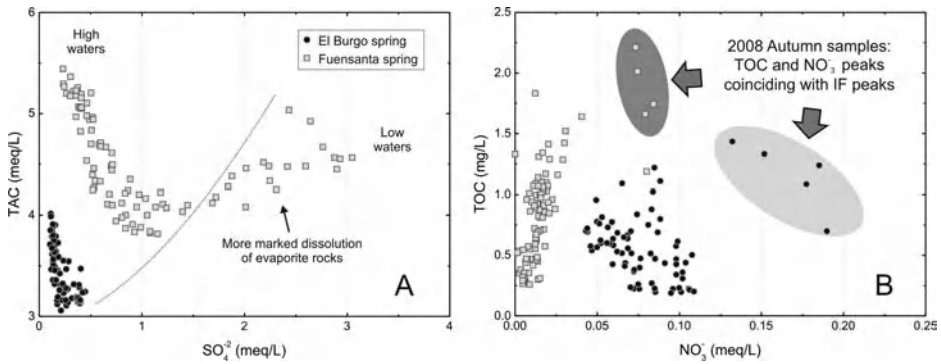 High
waters
El Burgo spring
Fuensanta spring
Low
waters
More marked dissolution
of evaporite rocks
A
TAC (meq/L)
6
5
4
3
0 1 2 3 4
SO₄⁻² (meq/L)
2008 Autumn samples:
TOC and NO₃⁻ peaks
coinciding with IF peaks
B
TOC (mg/L)
2.5
2.0
1.5
1.0
0.5
0.0
0.00 0.05 0.10 0.15 0.20 0.25
NO₃⁻ (meq/L)